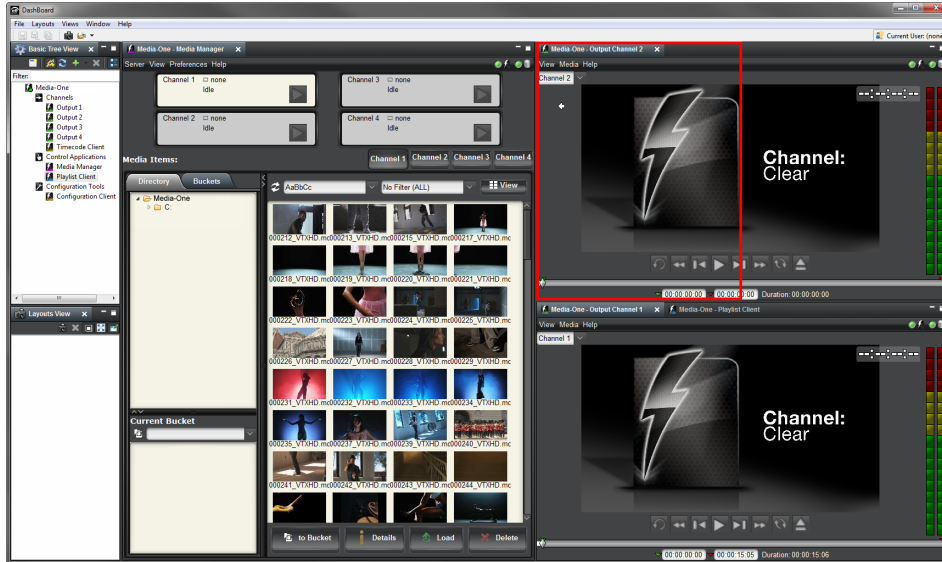 DashBoard
File Layouts Views Window Help
Current User: (none
Basic Tree View
Filter:
Media-One
Channels
Output 1
Output 2
Output 3
Output 4
Timecode Client
Control Applications
Media Manager
Playlist Client
Configuration Tools
Configuration Client
Layouts View
Media-One - Media Manager
Server View Preferences Help
Channel 1 none
Idle
Channel 3 none
Idle
Channel 2 none
Idle
Channel 4 none
Idle
Media Items:
Channel 1 Channel 2 Channel 3 Channel 4
Directory Buckets
Media-One
C:
Current Bucket
AaBbCc No Filter (ALL) View
000212_VTXHD.mc 000213_VTXHD.mc 000215_VTXHD.mc 000217_VTXHD.mc
000218_VTXHD.mc 000219_VTXHD.mc 000220_VTXHD.mc 000221_VTXHD.mc
000222_VTXHD.mc 000223_VTXHD.mc 000224_VTXHD.mc 000225_VTXHD.mc
000226_VTXHD.mc 000227_VTXHD.mc 000228_VTXHD.mc 000229_VTXHD.mc
000231_VTXHD.mc 000232_VTXHD.mc 000233_VTXHD.mc 000234_VTXHD.mc
000235_VTXHD.mc 000237_VTXHD.mc 000239_VTXHD.mc 000240_VTXHD.mc
000241_VTXHD.mc 000242_VTXHD.mc 000243_VTXHD.mc 000244_VTXHD.mc
to Bucket Details Load Delete
Media-One - Output Channel 2
View Media Help
Channel 2
--:--:--:--
Channel:
Clear
00:00:00:00 00:00:00:00 Duration: 00:00:00:00
Media-One - Output Channel 1 Media-One - Playlist Client
View Media Help
Channel 1
--:--:--:--
Channel:
Clear
00:00:00:00 00:00:15:05 Duration: 00:00:15:06